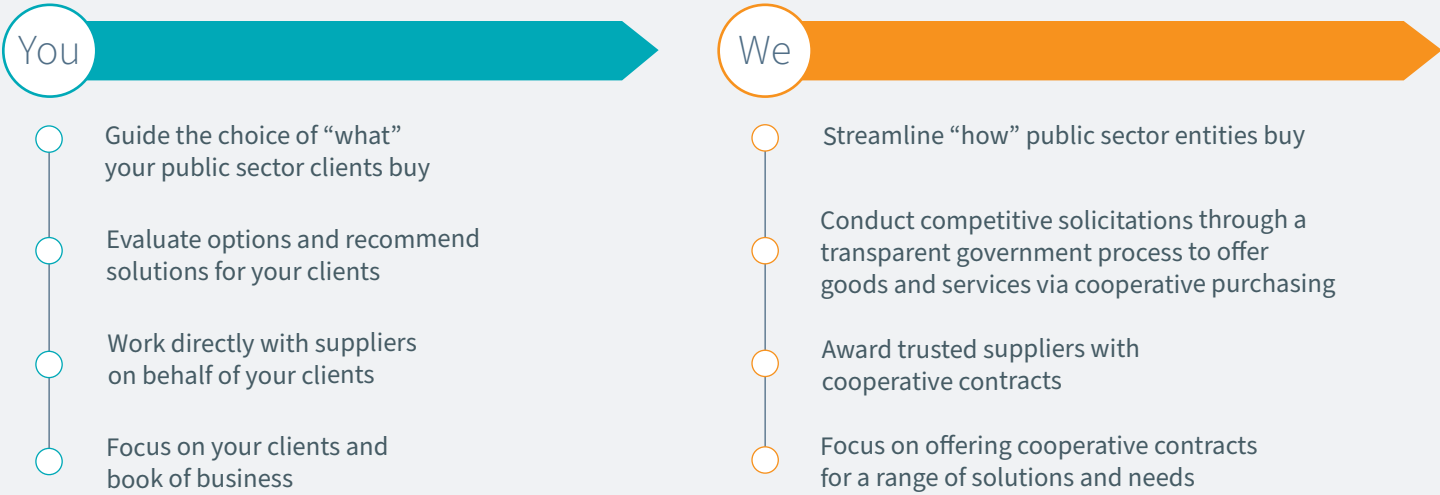 You
Guide the choice of “what”
your public sector clients buy
Evaluate options and recommend
solutions for your clients
Work directly with suppliers
on behalf of your clients
Focus on your clients and
book of business
We
Streamline “how” public sector entities buy
Conduct competitive solicitations through a
transparent government process to offer
goods and services via cooperative purchasing
Award trusted suppliers with
cooperative contracts
Focus on offering cooperative contracts
for a range of solutions and needs